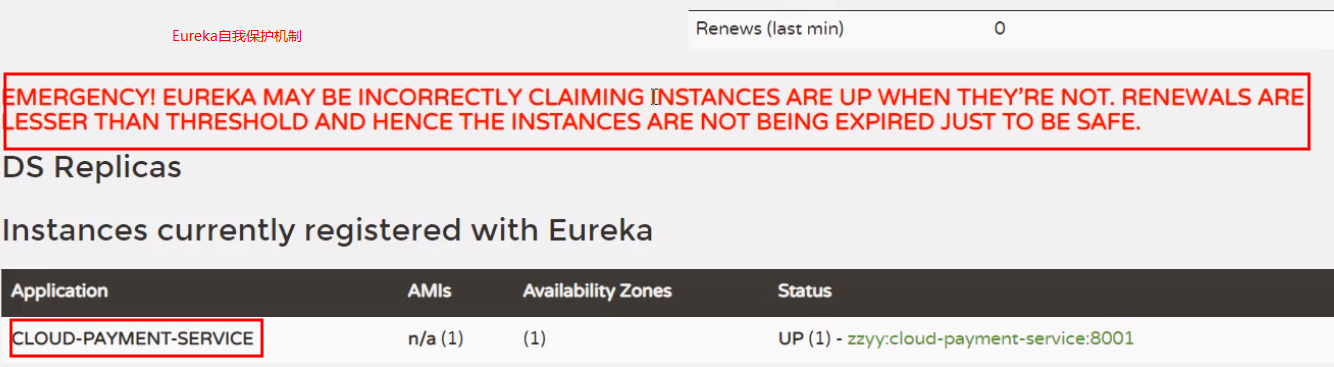 Renews (last min) 0
Eureka自我保护机制
EMERGENCY! EUREKA MAY BE INCORRECTLY CLAIMING INSTANCES ARE UP WHEN THEY'RE NOT. RENEWALS ARE
LESSER THAN THRESHOLD AND HENCE THE INSTANCES ARE NOT BEING EXPIRED JUST TO BE SAFE.
DS Replicas
Instances currently registered with Eureka
Application AMIs Availability Zones Status
CLOUD-PAYMENT-SERVICE n/a (1) (1) UP (1) - zzyy:cloud-payment-service:8001